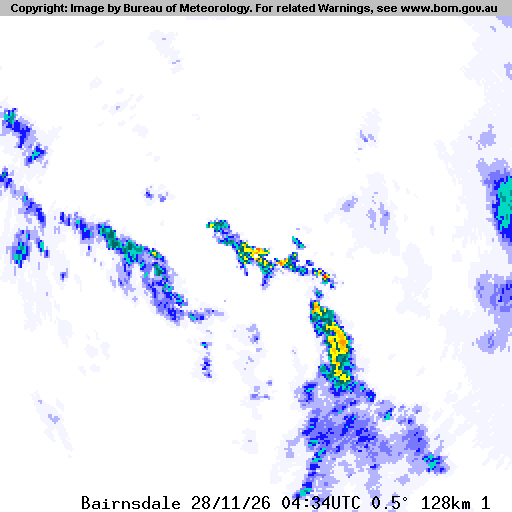 Copyright: Image by Bureau of Meteorology. For related Warnings, see www.bom.gov.au
Bairnsdale 28/11/26 04:34UTC 0.5° 128km 1